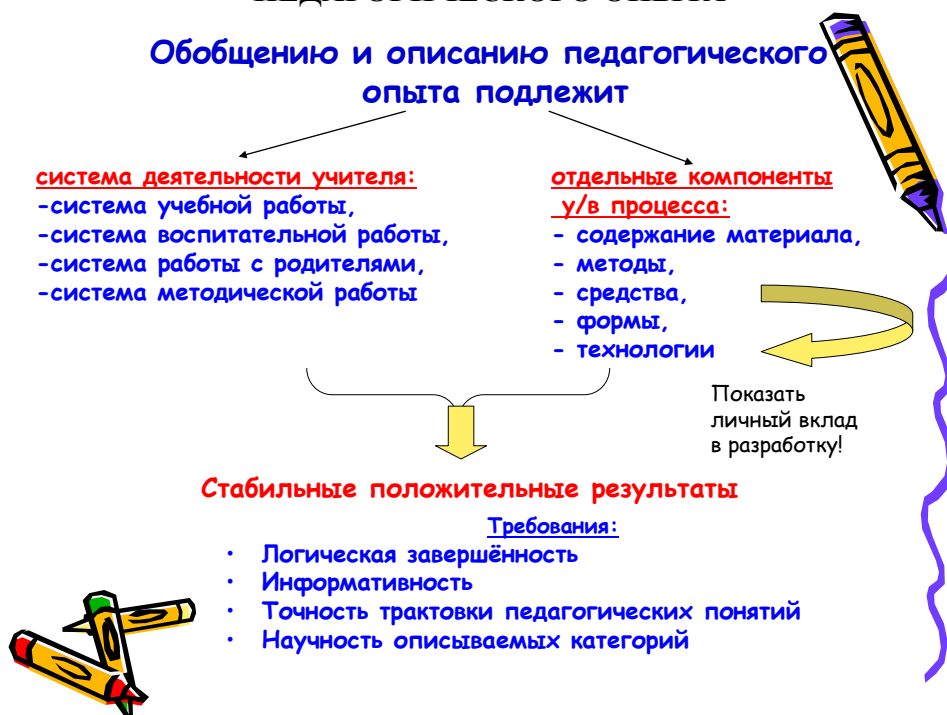 Обобщению и описанию педагогического
опыта подлежит
система деятельности учителя:
-система учебной работы,
-система воспитательной работы,
-система работы с родителями,
-система методической работы
отдельные компоненты
у/в процесса:
- содержание материала,
- методы,
- средства,
- формы,
- технологии
Показать
личный вклад
в разработку!
Стабильные положительные результаты
Требования:
• Логическая завершённость
• Информативность
• Точность трактовки педагогических понятий
• Научность описываемых категорий